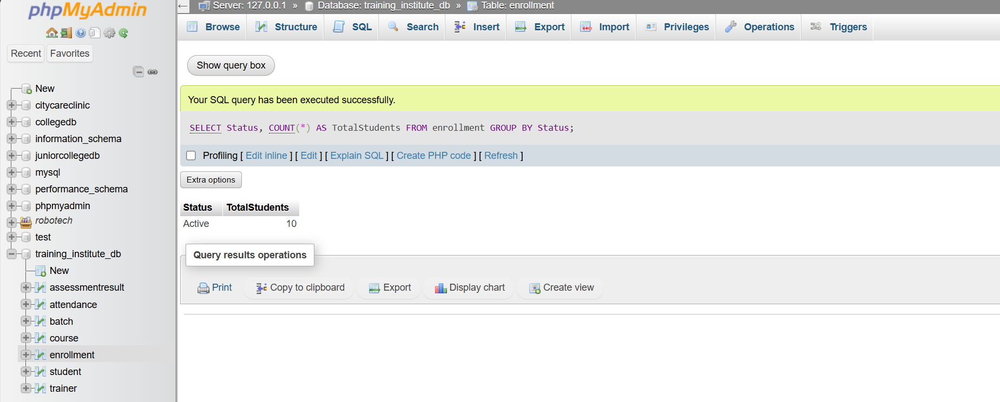 phpMyAdmin
Recent Favorites
New
citycareclinic
collegedb
information_schema
juniorcollegedb
mysql
performance_schema
phpmyadmin
robotech
test
training_institute_db
New
assessmentresult
attendance
batch
course
enrollment
student
trainer
Server: 127.0.0.1 » Database: training_institute_db » Table: enrollment
Browse Structure SQL Search Insert Export Import Privileges Operations Triggers
Show query box
Your SQL query has been executed successfully.
SELECT Status, COUNT(*) AS TotalStudents FROM enrollment GROUP BY Status;
Profiling [ Edit inline ] [ Edit ] [ Explain SQL ] [ Create PHP code ] [ Refresh ]
Extra options
Status TotalStudents
Active 10
Query results operations
Print Copy to clipboard Export Display chart Create view